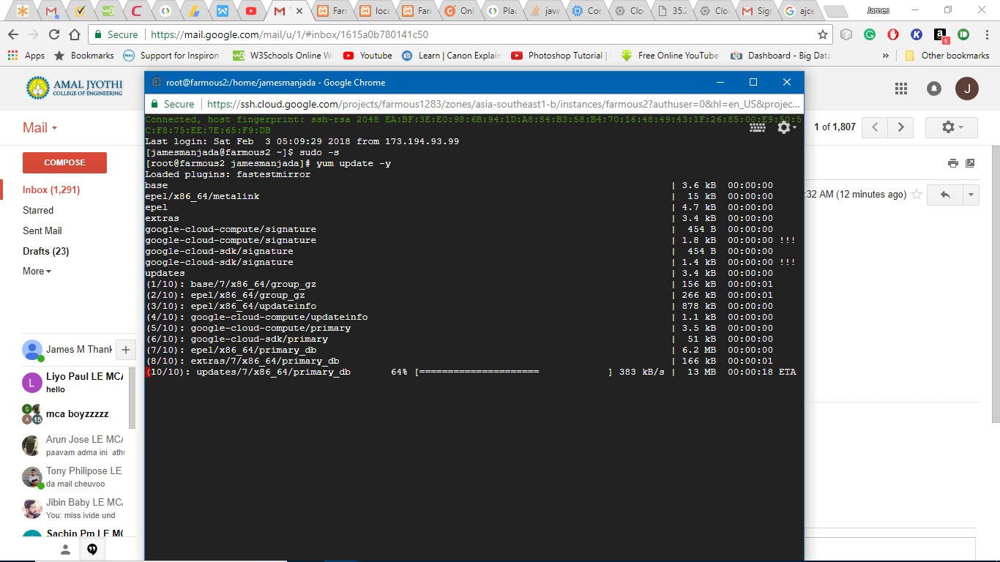 Farm
loca
Farm
Onl
Plac
java
Con
Clo
35.2
Clo
Sign
ajce
James
Secure https://mail.google.com/mail/u/1/#inbox/1615a0b780141c50
Apps Bookmarks Support for Inspiron W3Schools Online W Youtube Learn | Canon Explain Photoshop Tutorial | Free Online YouTube Dashboard - Big Data » Other bookmarks
AMAL JYOTHI
COLLEGE OF ENGINEERING
J
Mail
1 of 1,807
COMPOSE
Inbox (1,291)
Starred
Sent Mail
Drafts (23)
More
:32 AM (12 minutes ago)
James M Thank
Liyo Paul LE MCA
hello
mca boyzzzzz
15
Arun Jose LE MCA
paavam adma ini athu
Tony Philipose LE
da mail cheuvoo
Jibin Baby LE MCA
You: miss ivide und
Sachin Pm LE MC
root@farmous2:/home/jamesmanjada - Google Chrome
Secure https://ssh.cloud.google.com/projects/farmous1283/zones/asia-southeast1-b/instances/farmous2?authuser=0&hl=en_US&projec...
Connected, host fingerprint: ssh-rsa 2048 EA:BF:3E:E0:98:6B:94:1D:A8:84:B3:58:B4:70:16:48:49:43:1F:26:85:00:E9:50:5
C:F8:75:EE:7E:65:F9:DB
Last login: Sat Feb  3 05:09:29 2018 from 173.194.93.99
[jamesmanjada@farmous2 ~]$ sudo -s
[root@farmous2 jamesmanjada]# yum update -y
Loaded plugins: fastestmirror
base | 3.6 kB 00:00:00
epel/x86_64/metalink | 15 kB 00:00:00
epel | 4.7 kB 00:00:00
extras | 3.4 kB 00:00:00
google-cloud-compute/signature | 454 B 00:00:00
google-cloud-compute/signature | 1.8 kB 00:00:00 !!!
google-cloud-sdk/signature | 454 B 00:00:00
google-cloud-sdk/signature | 1.4 kB 00:00:00 !!!
updates | 3.4 kB 00:00:00
(1/10): base/7/x86_64/group_gz | 156 kB 00:00:01
(2/10): epel/x86_64/group_gz | 266 kB 00:00:01
(3/10): epel/x86_64/updateinfo | 878 kB 00:00:00
(4/10): google-cloud-compute/updateinfo | 1.1 kB 00:00:00
(5/10): google-cloud-compute/primary | 3.5 kB 00:00:00
(6/10): google-cloud-sdk/primary | 51 kB 00:00:00
(7/10): epel/x86_64/primary_db | 6.2 MB 00:00:00
(8/10): extras/7/x86_64/primary_db | 166 kB 00:00:01
(10/10): updates/7/x86_64/primary_db 64% [===================== ] 383 kB/s | 13 MB 00:00:18 ETA